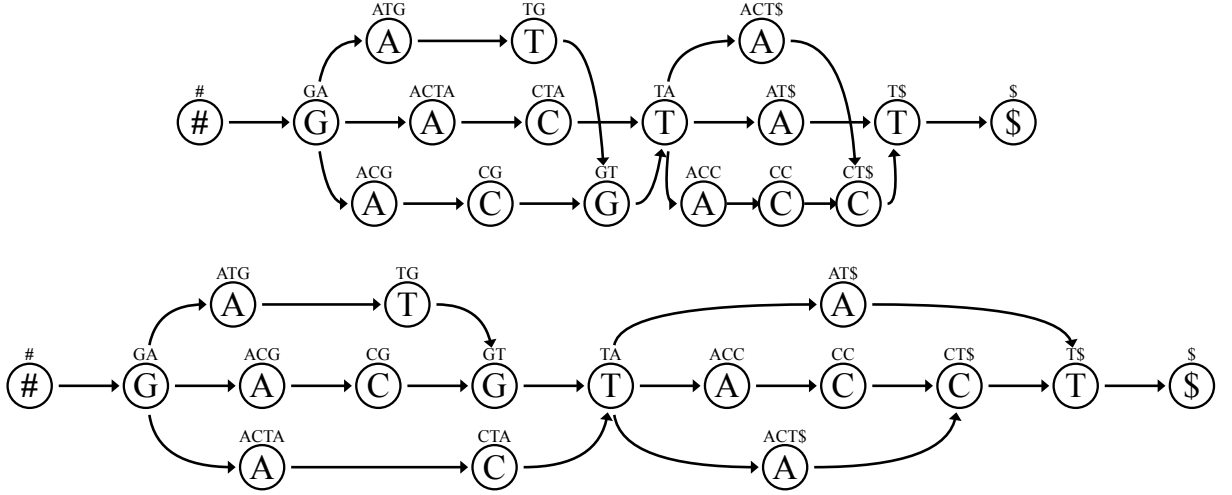 ATG TG ACT$
A T A
# GA ACTA CTA TA AT$ T$ $
# G A C T A T $
ACG CG GT ACC CC CT$
A C G A C C
ATG TG AT$
A T A
# GA ACG CG GT TA ACC CC CT$ T$ $
# G A C G T A C C T $
ACTA CTA ACT$
A C A